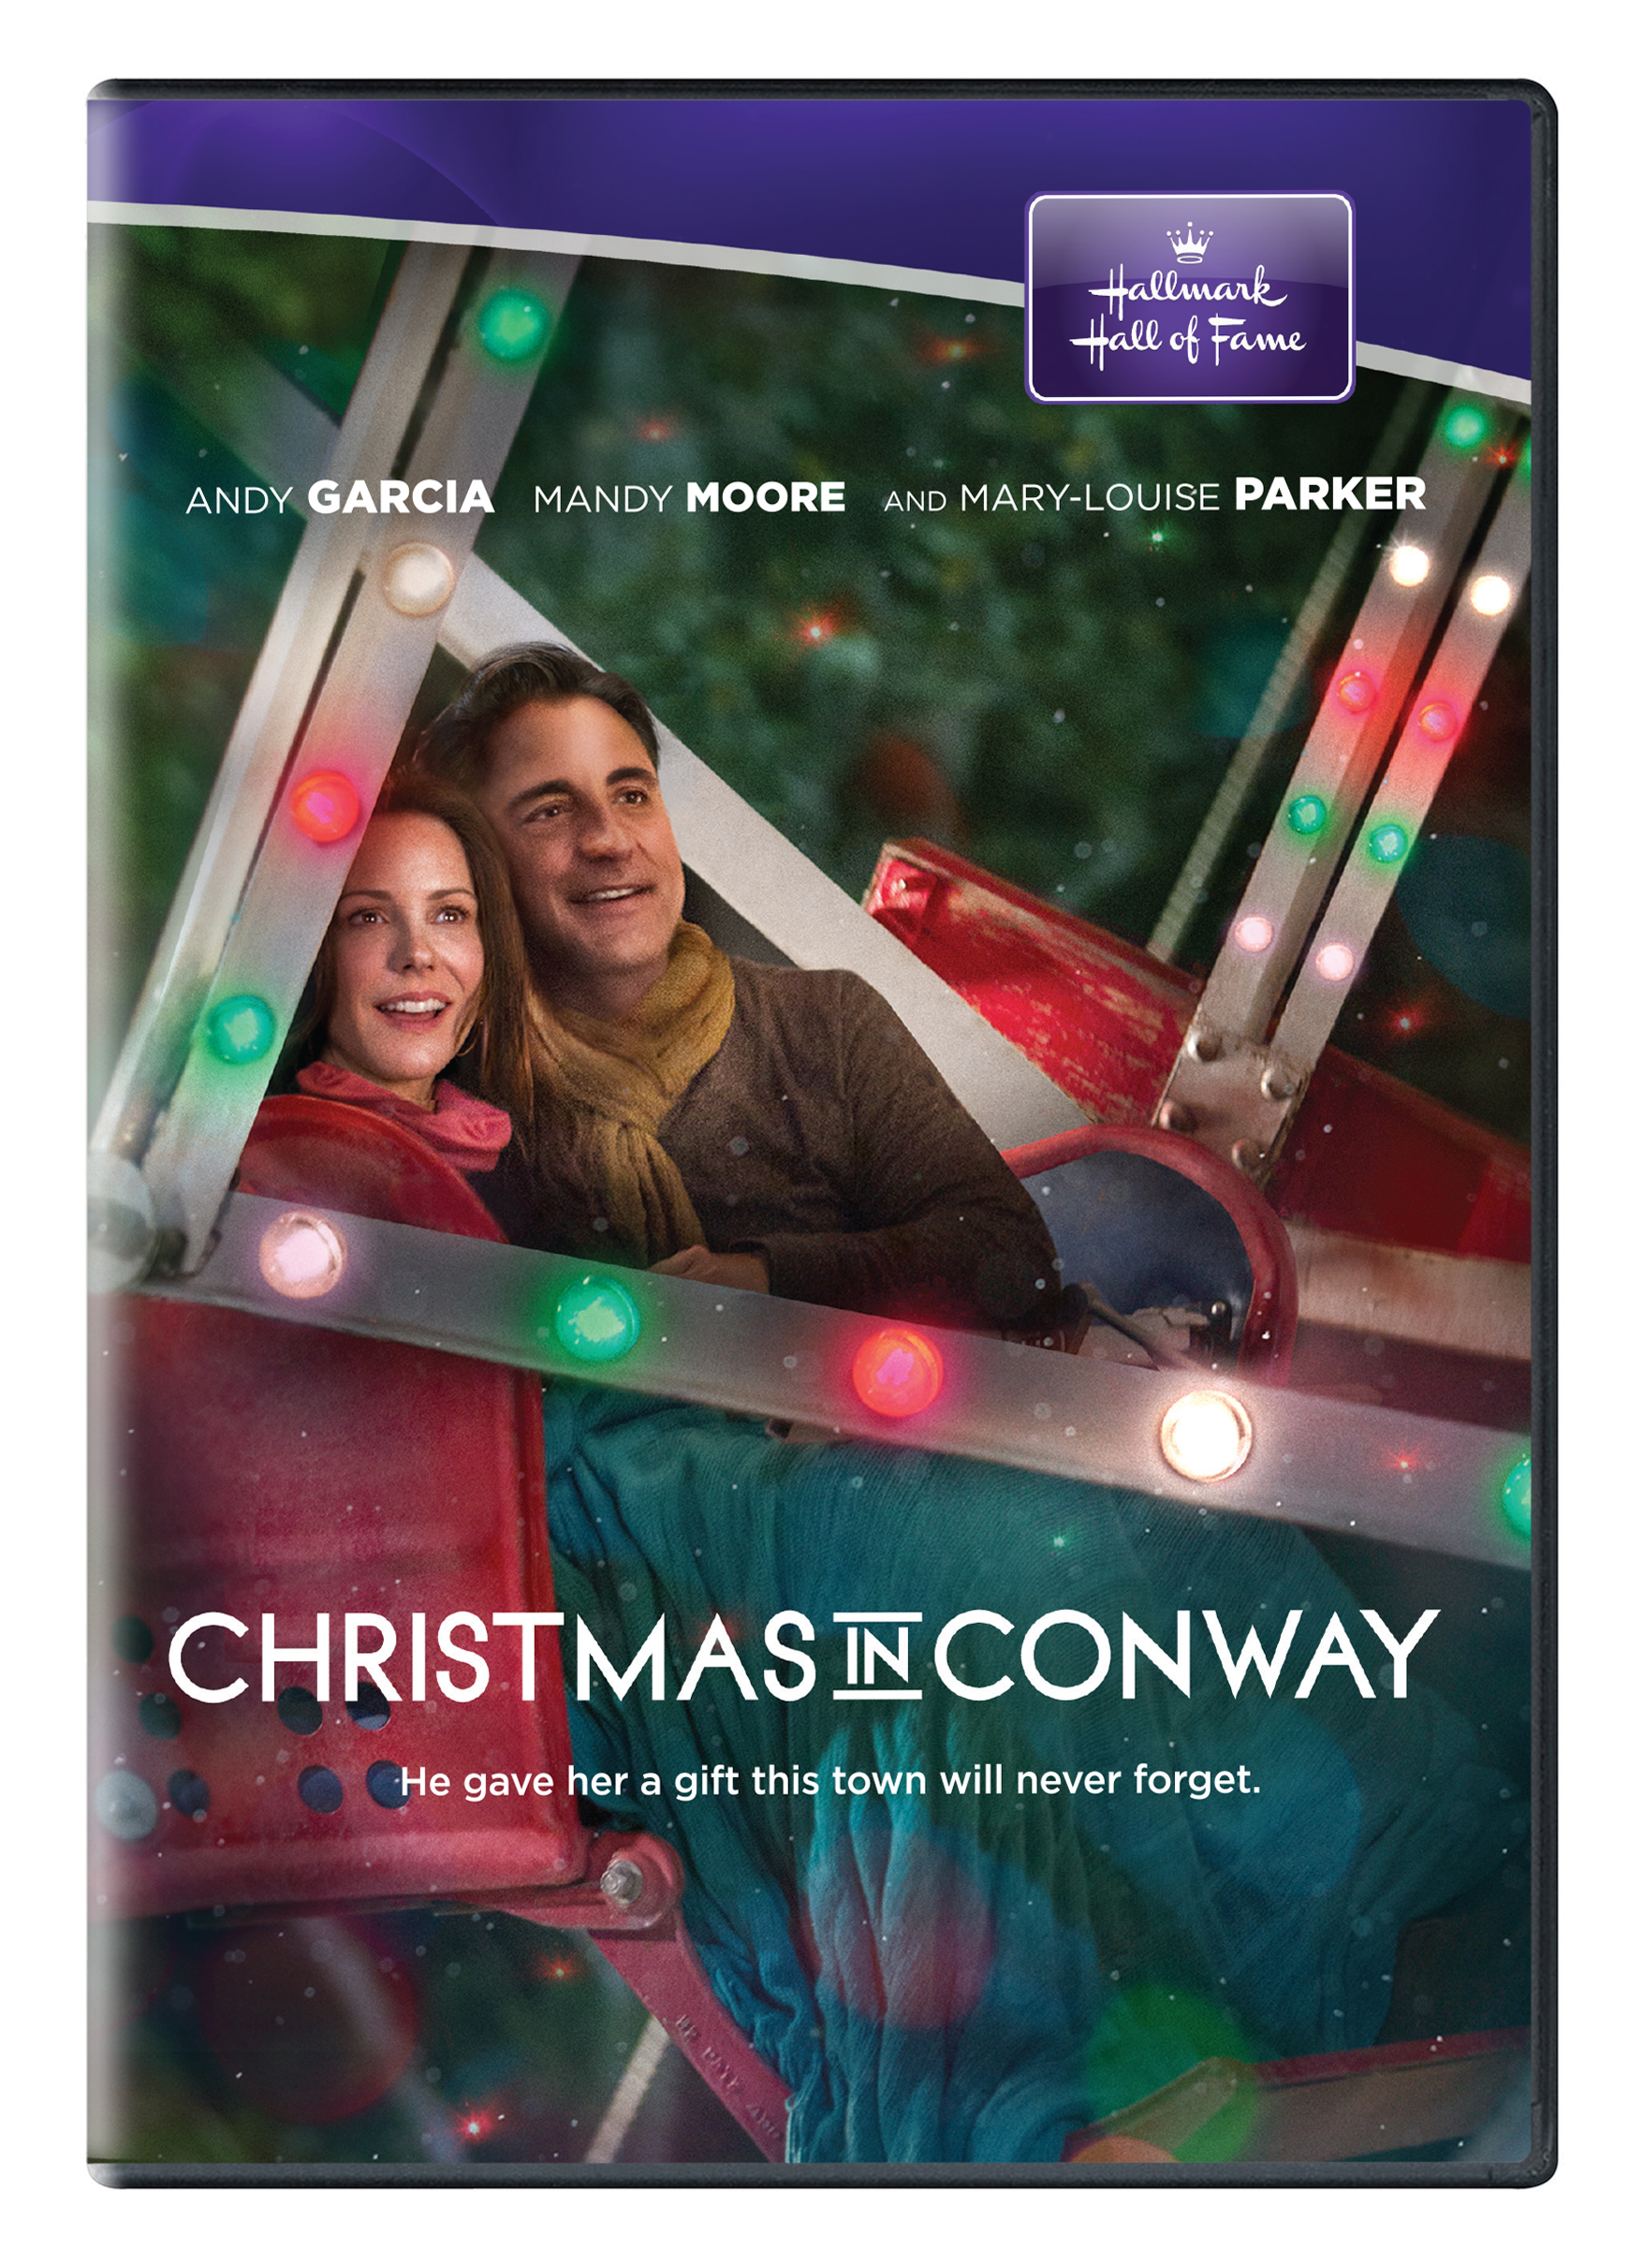 Hallmark
Hall of Fame
ANDY GARCIA MANDY MOORE AND MARY-LOUISE PARKER
CHRISTMAS IN CONWAY
He gave her a gift this town will never forget.